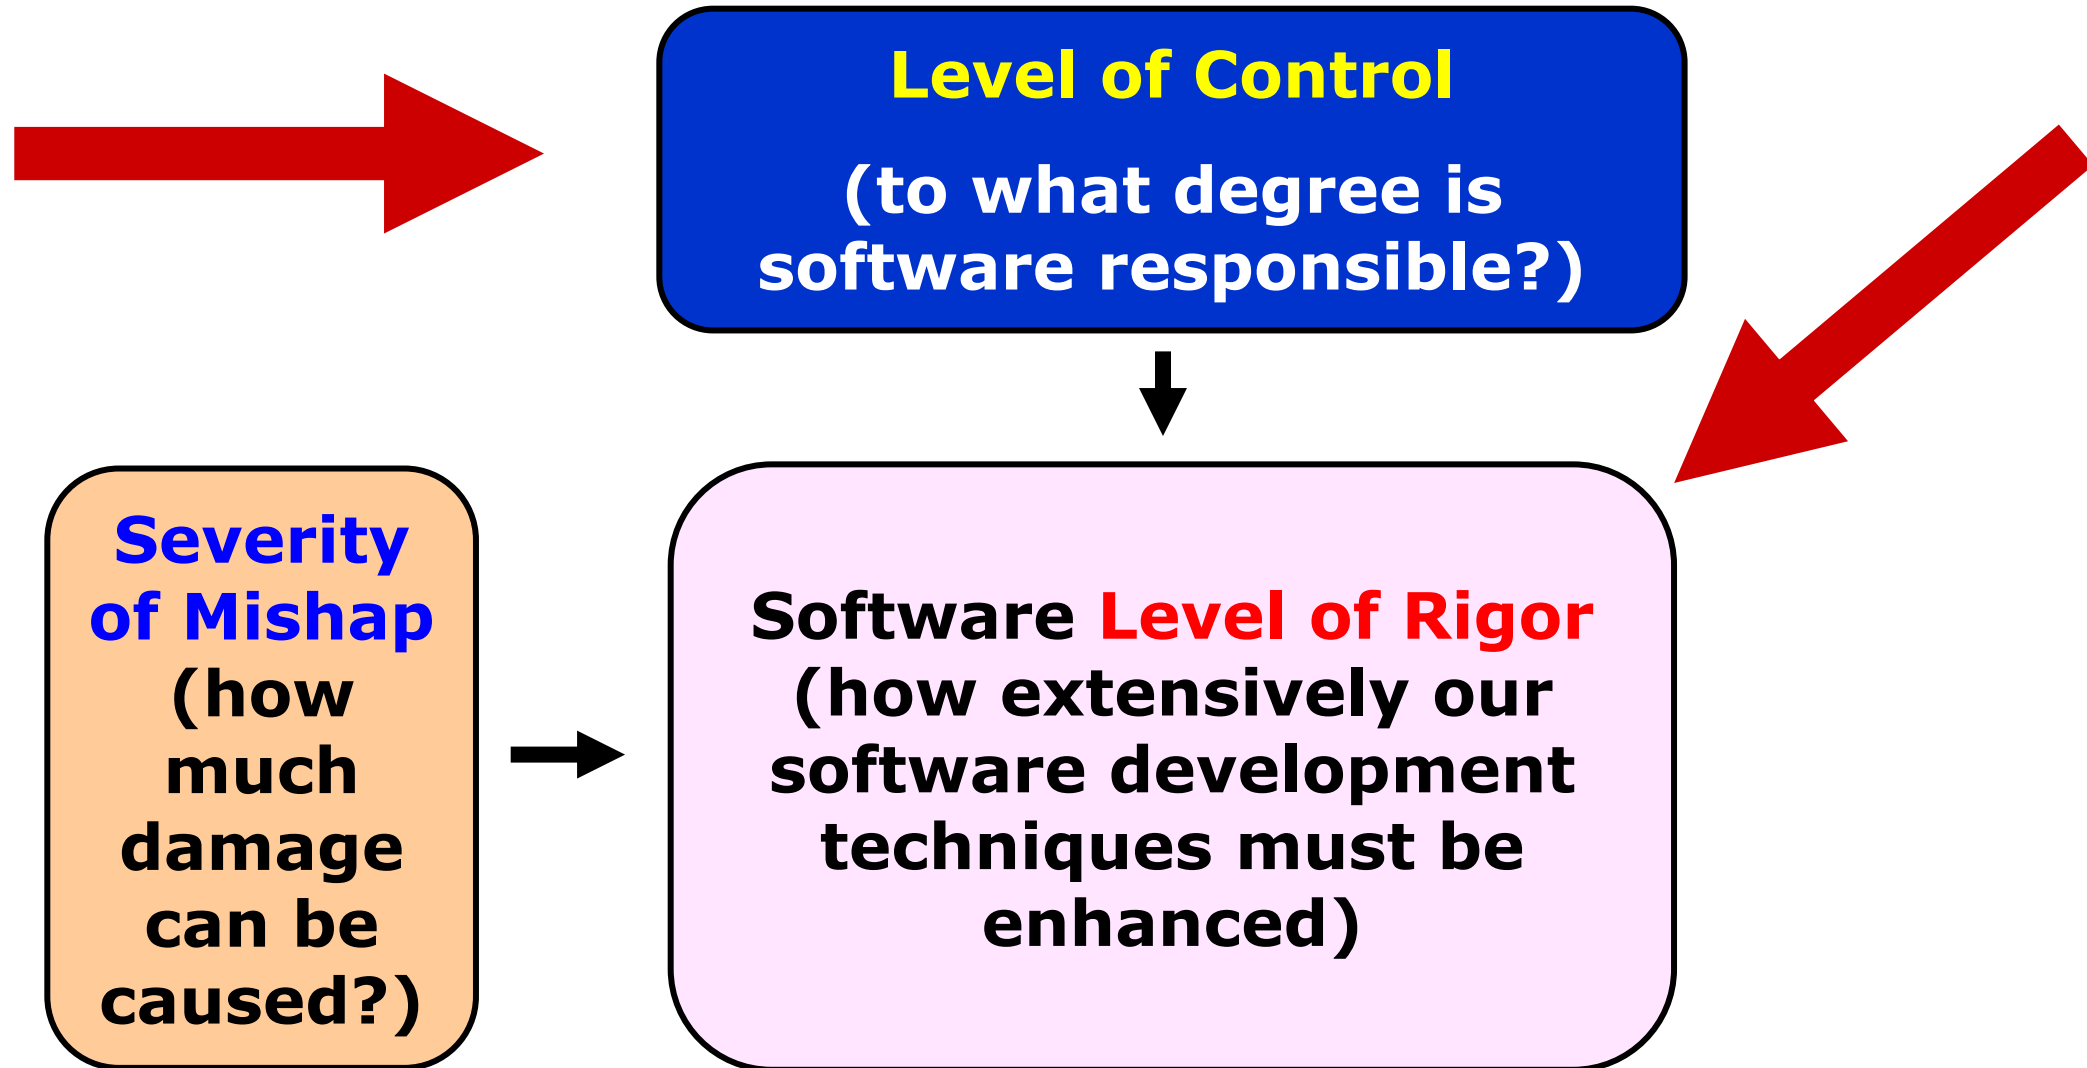 Level of Control
(to what degree is
software responsible?)
Severity
of Mishap
(how
much
damage
can be
caused?)
Software Level of Rigor
(how extensively our
software development
techniques must be
enhanced)